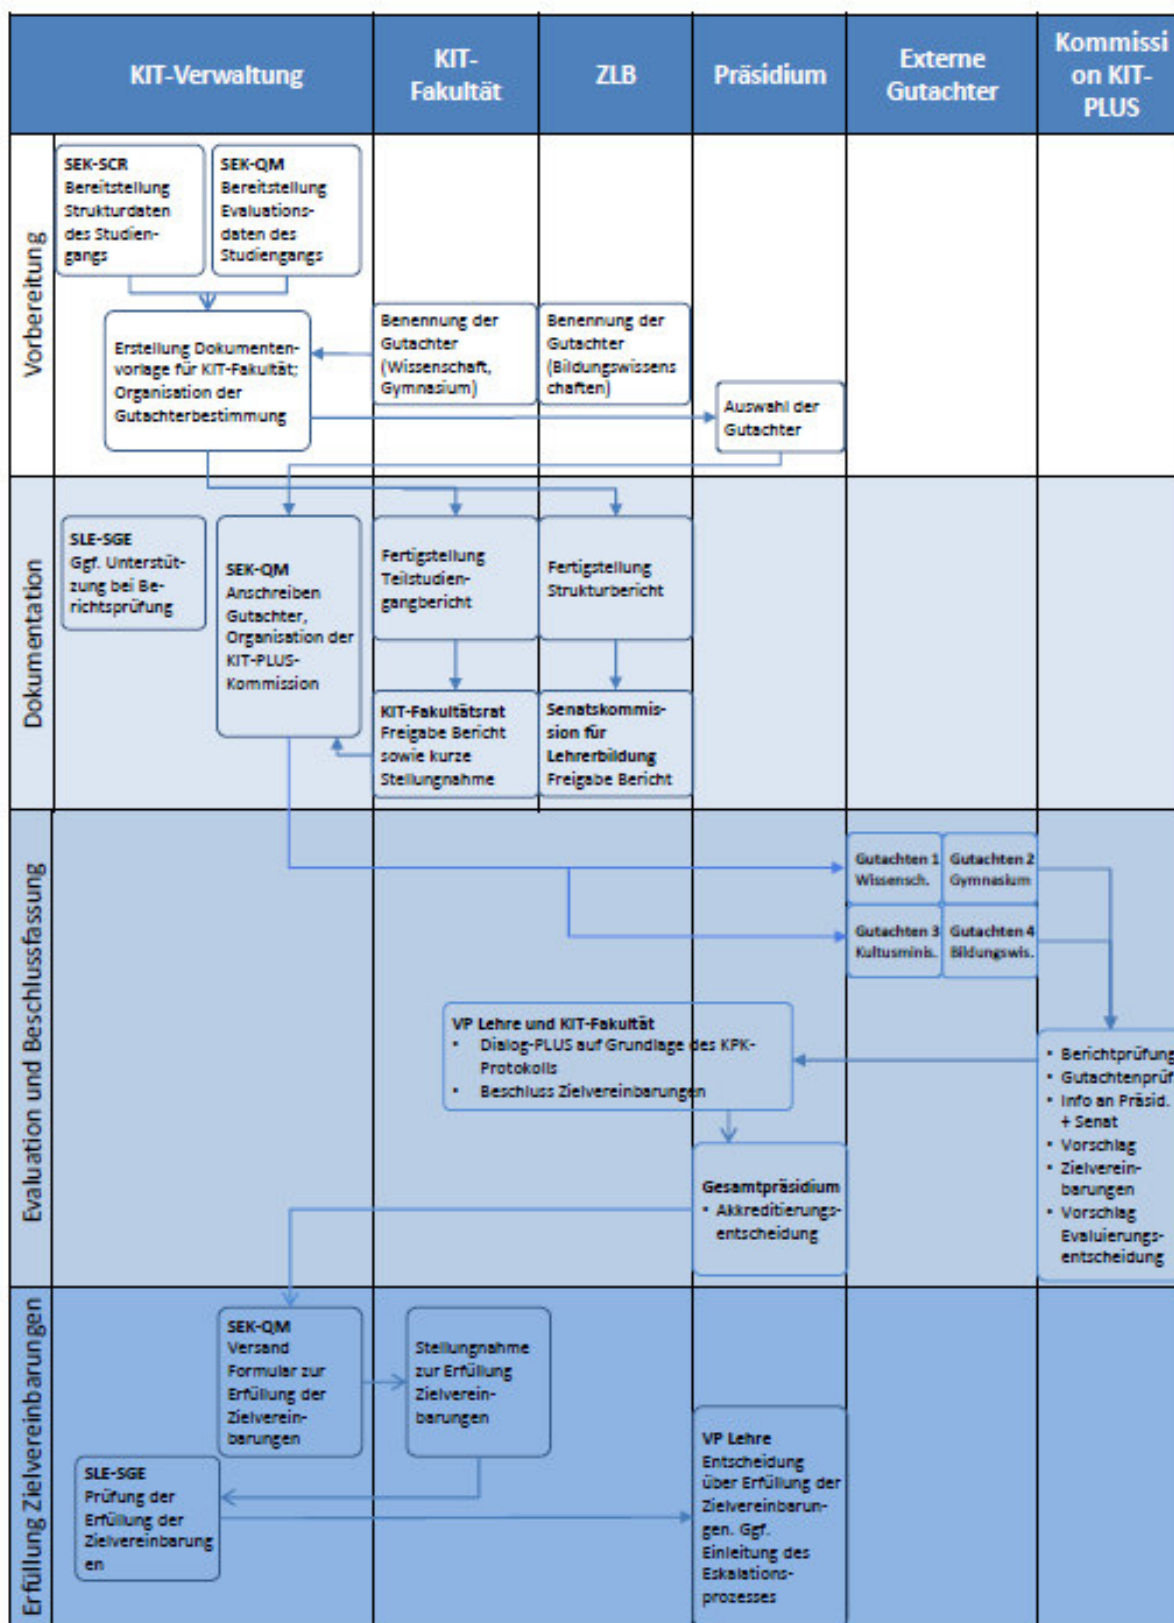 KIT-Verwaltung
KIT-
Fakultät
ZLB
Präsidium
Externe
Gutachter
Kommissi
on KIT-
PLUS
Vorbereitung
SEK-SCR
Bereitstellung
Strukturdaten
des Studien-
gangs
SEK-QM
Bereitstellung
Evaluations-
daten des
Studiengangs
Erstellung Dokumenten-
vorlage für KIT-Fakultät;
Organisation der
Gutachterbestimmung
Benennung der
Gutachter
(Wissenschaft,
Gymnasium)
Benennung der
Gutachter
(Bildungswissens
chaften)
Auswahl der
Gutachter
Dokumentation
SLE-SGE
Ggf. Unterstüt-
zung bei Be-
richtsprüfung
SEK-QM
Anschreiben
Gutachter,
Organisation der
KIT-PLUS-
Kommission
Fertigstellung
Teilstudien-
gangbericht
Fertigstellung
Strukturbericht
KIT-Fakultätsrat
Freigabe Bericht
sowie kurze
Stellungnahme
Senatskommis-
sion für
Lehrerbildung
Freigabe Bericht
Evaluation und Beschlussfassung
Gutachten 1
Wissensch.
Gutachten 2
Gymnasium
Gutachten 3
Kultusminis.
Gutachten 4
Bildungswis.
VP Lehre und KIT-Fakultät
• Dialog-PLUS auf Grundlage des KPK-
Protokolls
• Beschluss Zielvereinbarungen
• Berichtprüfung
• Gutachtenprüf
• Info an Präsid.
+ Senat
• Vorschlag
• Zielverein-
barungen
• Vorschlag
Evaluierungs-
entscheidung
Gesamtpräsidium
• Akkreditierungs-
entscheidung
Erfüllung Zielvereinbarungen
SEK-QM
Versand
Formular zur
Erfüllung der
Zielverein-
barungen
Stellungnahme
zur Erfüllung
Zielverein-
barungen
SLE-SGE
Prüfung der
Erfüllung der
Zielvereinbarung
en
VP Lehre
Entscheidung
über Erfüllung der
Zielvereinbarun-
gen. Ggf.
Einleitung des
Eskalations-
prozesses